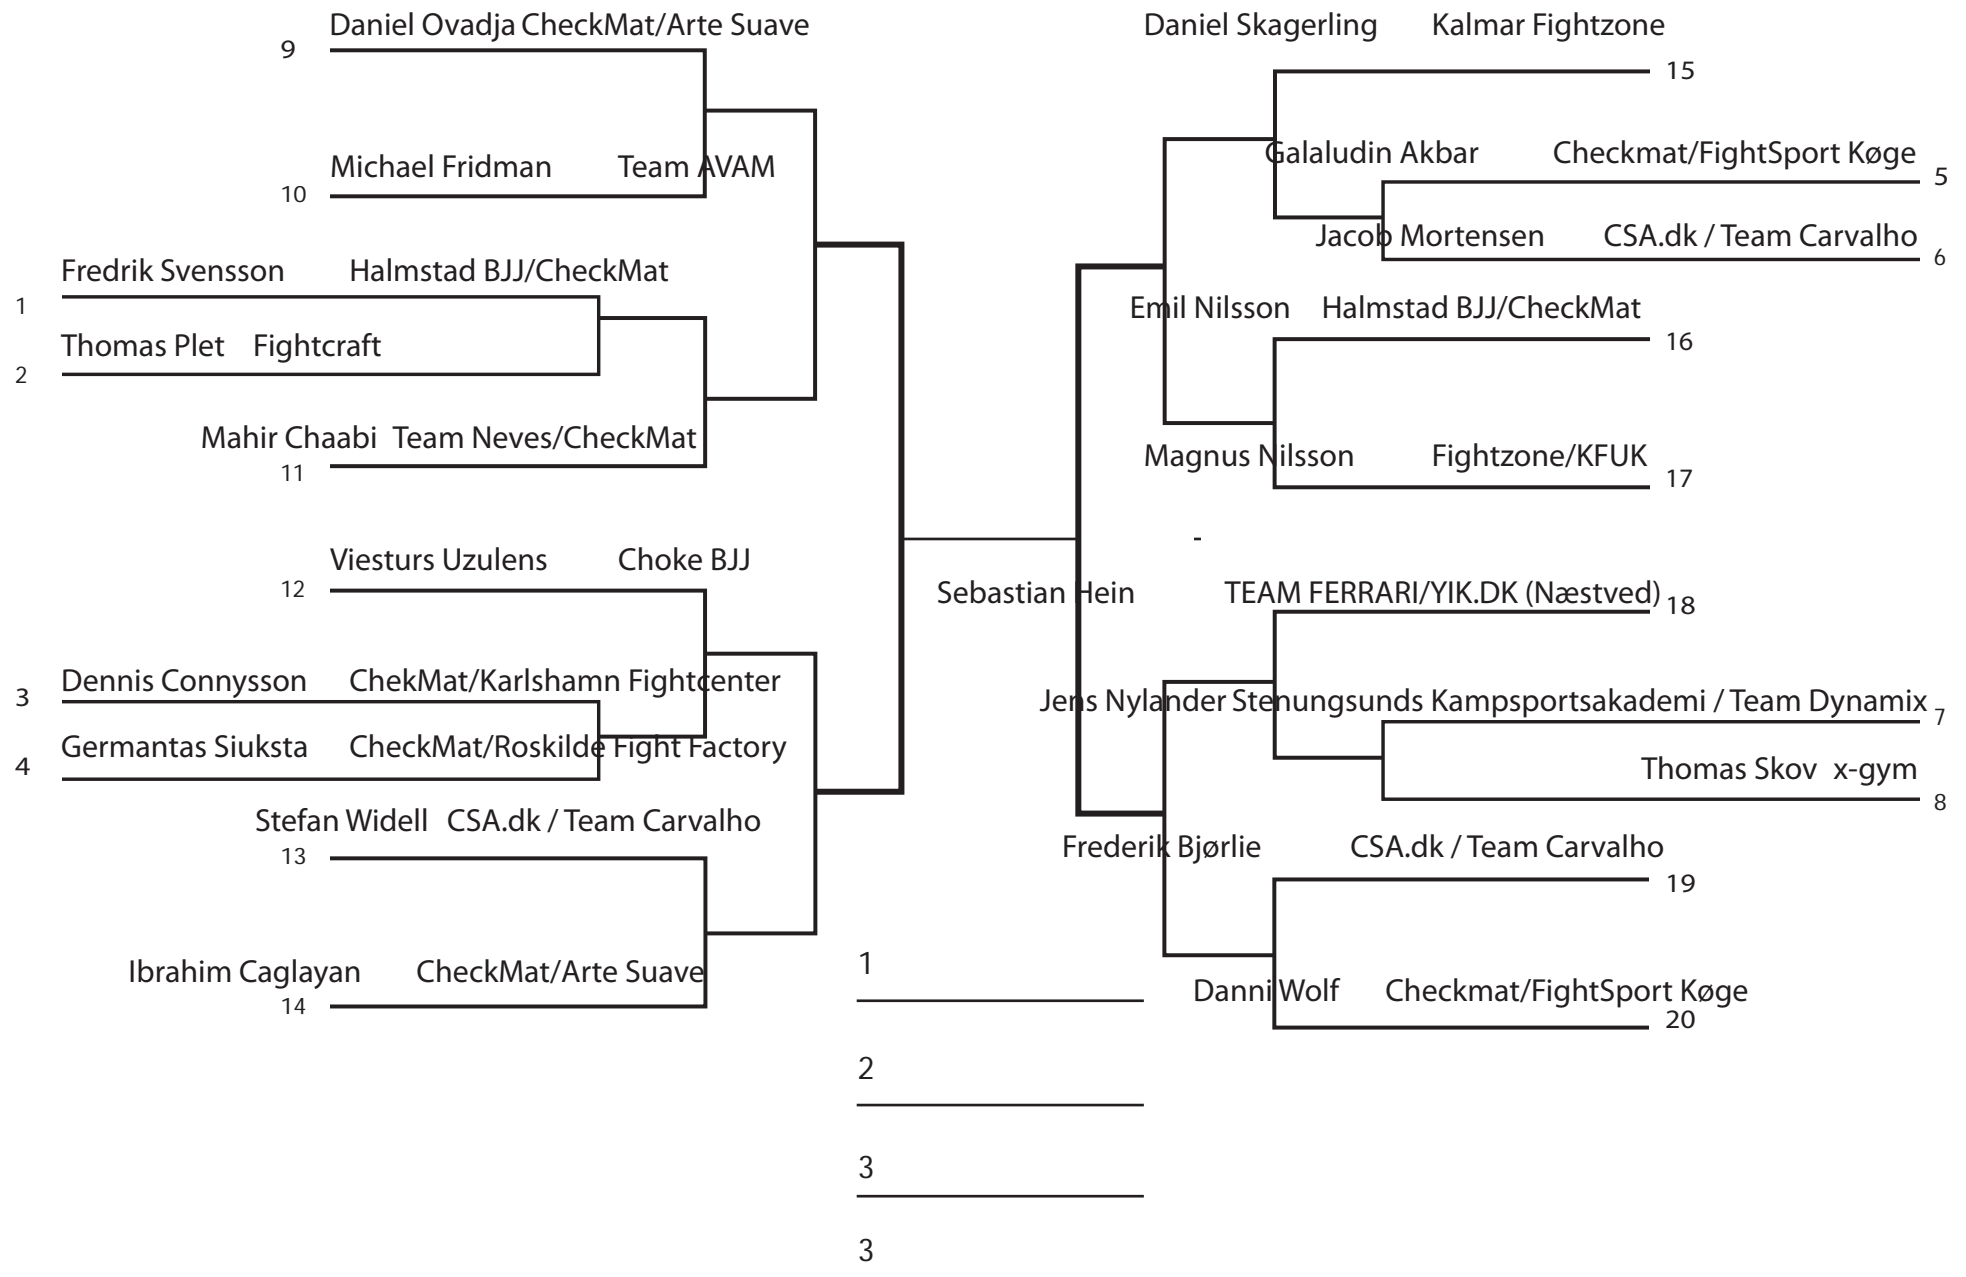 Daniel Ovadja CheckMat/Arte Suave
9
Michael Fridman Team AVAM
10
Fredrik Svensson Halmstad BJJ/CheckMat
1
Thomas Plet Fightcraft
2
Mahir Chaabi Team Neves/CheckMat
11
Viesturs Uzulens Choke BJJ
12
Dennis Connysson ChekMat/Karlshamn Fightcenter
3
Germantas Siuksta CheckMat/Roskilde Fight Factory
4
Stefan Widell CSA.dk / Team Carvalho
13
Ibrahim Caglayan CheckMat/Arte Suave
14
Daniel Skagerling Kalmar Fightzone
15
Galaludin Akbar Checkmat/FightSport Køge
5
Jacob Mortensen CSA.dk / Team Carvalho
6
Emil Nilsson Halmstad BJJ/CheckMat
16
Magnus Nilsson Fightzone/KFUK
17
-
Sebastian Hein TEAM FERRARI/YIK.DK (Næstved)
18
Jens Nylander Stenungsunds Kampsportsakademi / Team Dynamix
7
Thomas Skov x-gym
8
Frederik Bjørlie CSA.dk / Team Carvalho
19
Danni Wolf Checkmat/FightSport Køge
20
1
2
3
3